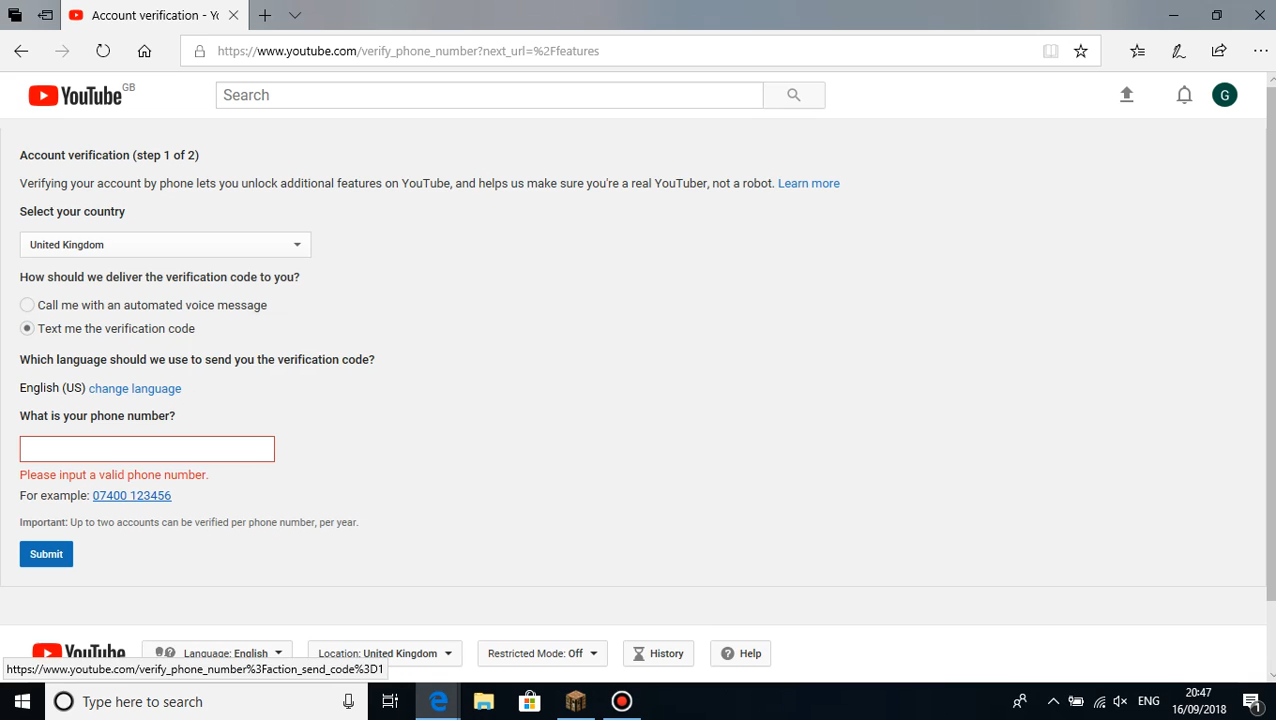 Account verification - Yo
https://www.youtube.com/verify_phone_number?next_url=%2Ffeatures
YouTube GB
Search
G
Account verification (step 1 of 2)
Verifying your account by phone lets you unlock additional features on YouTube, and helps us make sure you're a real YouTuber, not a robot. Learn more
Select your country
United Kingdom
How should we deliver the verification code to you?
Call me with an automated voice message
Text me the verification code
Which language should we use to send you the verification code?
English (US) change language
What is your phone number?
Please input a valid phone number.
For example: 07400 123456
Important: Up to two accounts can be verified per phone number, per year.
Submit
YouTube Language: English Location: United Kingdom Restricted Mode: Off History Help
https://www.youtube.com/verify_phone_number%3Faction_send_code%3D1
Type here to search
ENG
20:47
16/09/2018
1